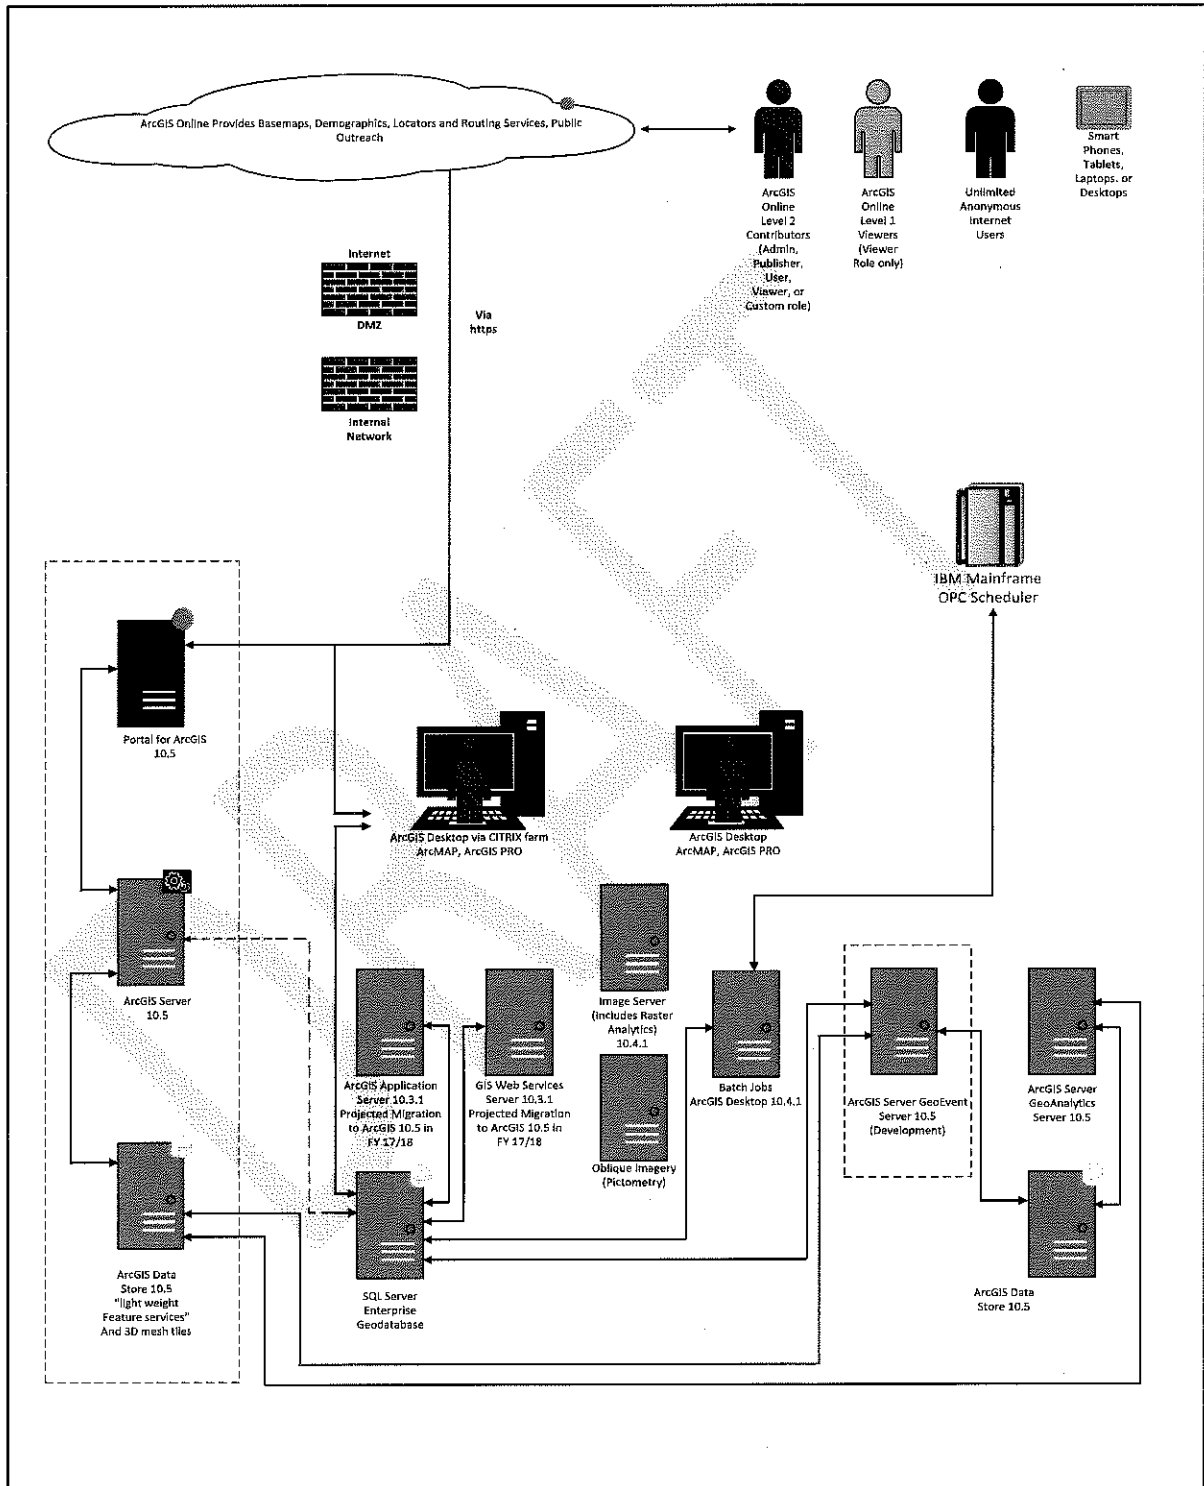 ArcGIS Online Provides Basemaps, Demographics, Locators and Routing Services, Public
Outreach
ArcGIS
Online
Level 2
Contributors
(Admin,
Publisher,
User,
Viewer, or
Custom role)
ArcGIS
Online
Level 1
Viewers
(Viewer
Role only)
Unlimited
Anonymous
Internet
Users
Smart
Phones,
Tablets,
Laptops. or
Desktops
Internet
DMZ
Via
https
Internal
Network
IBM Mainframe
OPC Scheduler
Portal for ArcGIS
10.5
ArcGIS Desktop via CITRIX farm
ArcMAP, ArcGIS PRO
ArcGIS Desktop
ArcMAP, ArcGIS PRO
ArcGIS Server
10.5
Image Server
(Includes Raster
Analytics)
10.4.1
ArcGIS Application
Server 10.3.1
Projected Migration
to ArcGIS 10.5 in
FY 17/18
GIS Web Services
Server 10.3.1
Projected Migration
to ArcGIS 10.5 in
FY 17/18
Batch Jobs
ArcGIS Desktop 10.4.1
ArcGIS Server GeoEvent
Server 10.5
(Development)
ArcGIS Server
GeoAnalytics
Server 10.5
Oblique Imagery
(Pictometry)
ArcGIS Data
Store 10.5
"light weight
Feature services"
And 3D mesh tiles
SQL Server
Enterprise
Geodatabase
ArcGIS Data
Store 10.5